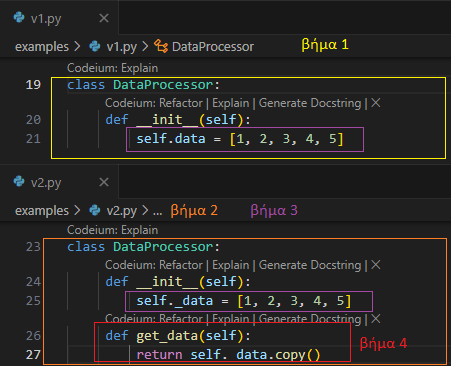 v1.py
examples > v1.py > DataProcessor βήμα 1
Codeium: Explain
19 class DataProcessor:
Codeium: Refactor | Explain | Generate Docstring | ×
20 def __init__(self):
21 self.data = [1, 2, 3, 4, 5]
v2.py
examples > v2.py > ... βήμα 2 βήμα 3
Codeium: Explain
23 class DataProcessor:
Codeium: Refactor | Explain | Generate Docstring | ×
24 def __init__(self):
25 self._data = [1, 2, 3, 4, 5]
Codeium: Refactor | Explain | Generate Docstring | ×
26 def get_data(self):
βήμα 4
27 return self. data.copy()